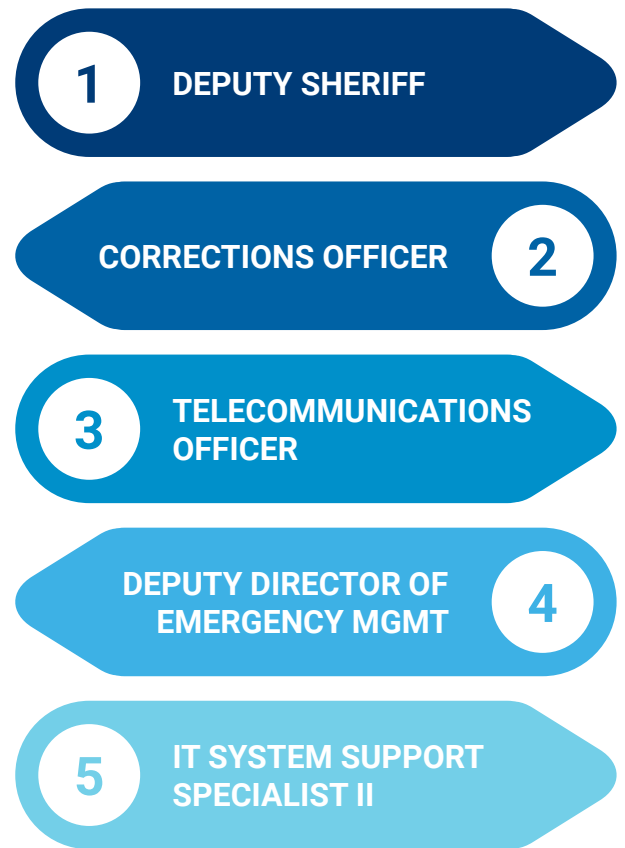 1
DEPUTY SHERIFF
CORRECTIONS OFFICER
2
3
TELECOMMUNICATIONS
OFFICER
DEPUTY DIRECTOR OF
EMERGENCY MGMT
4
5
IT SYSTEM SUPPORT
SPECIALIST II